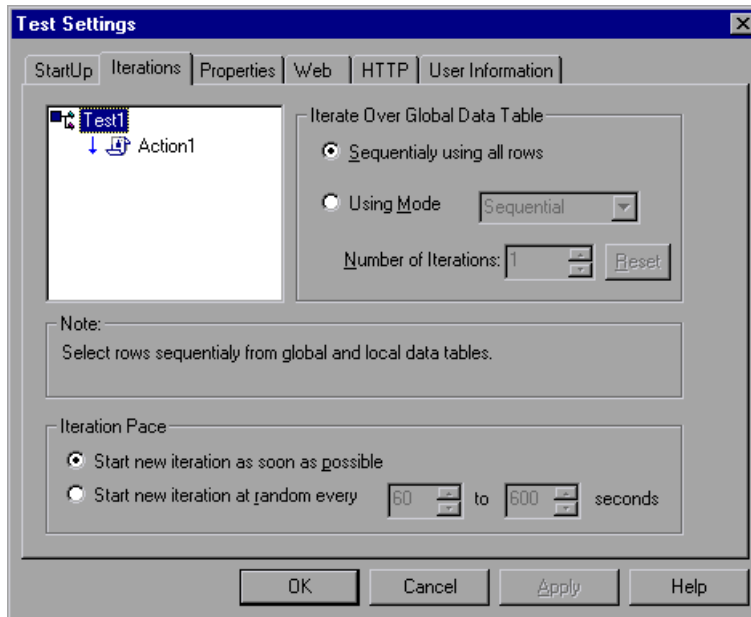 Test Settings
StartUp Iterations Properties Web HTTP User Information
Test1
Action1
Iterate Over Global Data Table
Sequentialy using all rows
Using Mode Sequential
Number of Iterations: 1 Reset
Note:
Select rows sequentialy from global and local data tables.
Iteration Pace
Start new iteration as soon as possible
Start new iteration at random every 60 to 600 seconds
OK Cancel Apply Help